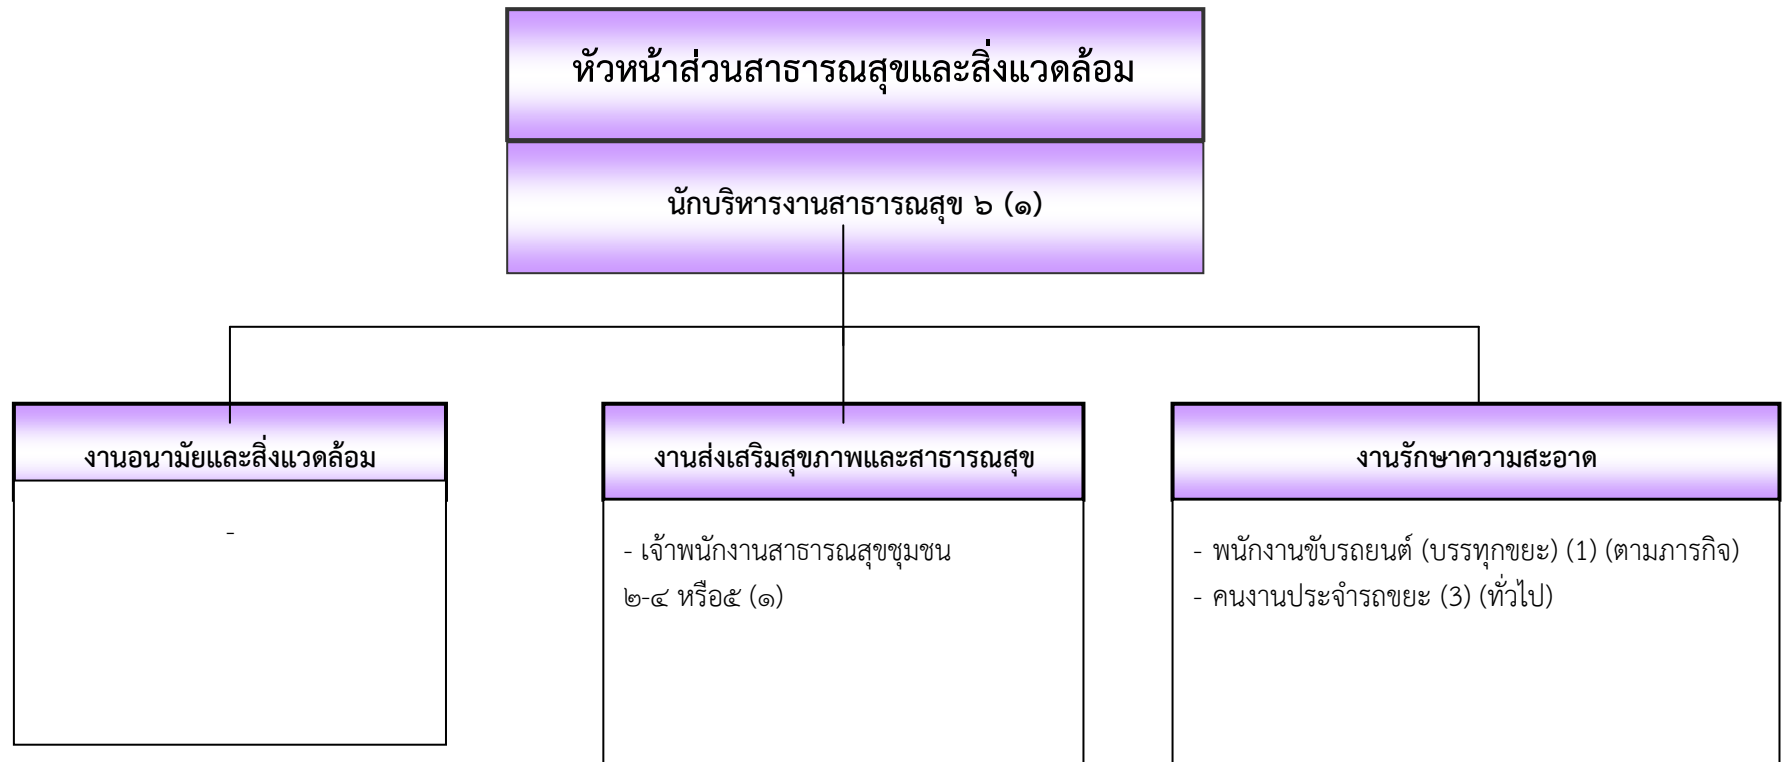 หัวหน้าส่วนสาธารณสุขและสิ่งแวดล้อม
นักบริหารงานสาธารณสุข ๖ (๑)
งานอนามัยและสิ่งแวดล้อม
-
งานส่งเสริมสุขภาพและสาธารณสุข
- เจ้าพนักงานสาธารณสุขชุมชน
๒-๔ หรือ๕ (๑)
งานรักษาความสะอาด
- พนักงานขับรถยนต์ (บรรทุกขยะ) (1) (ตามภารกิจ)
- คนงานประจำรถขยะ (3) (ทั่วไป)